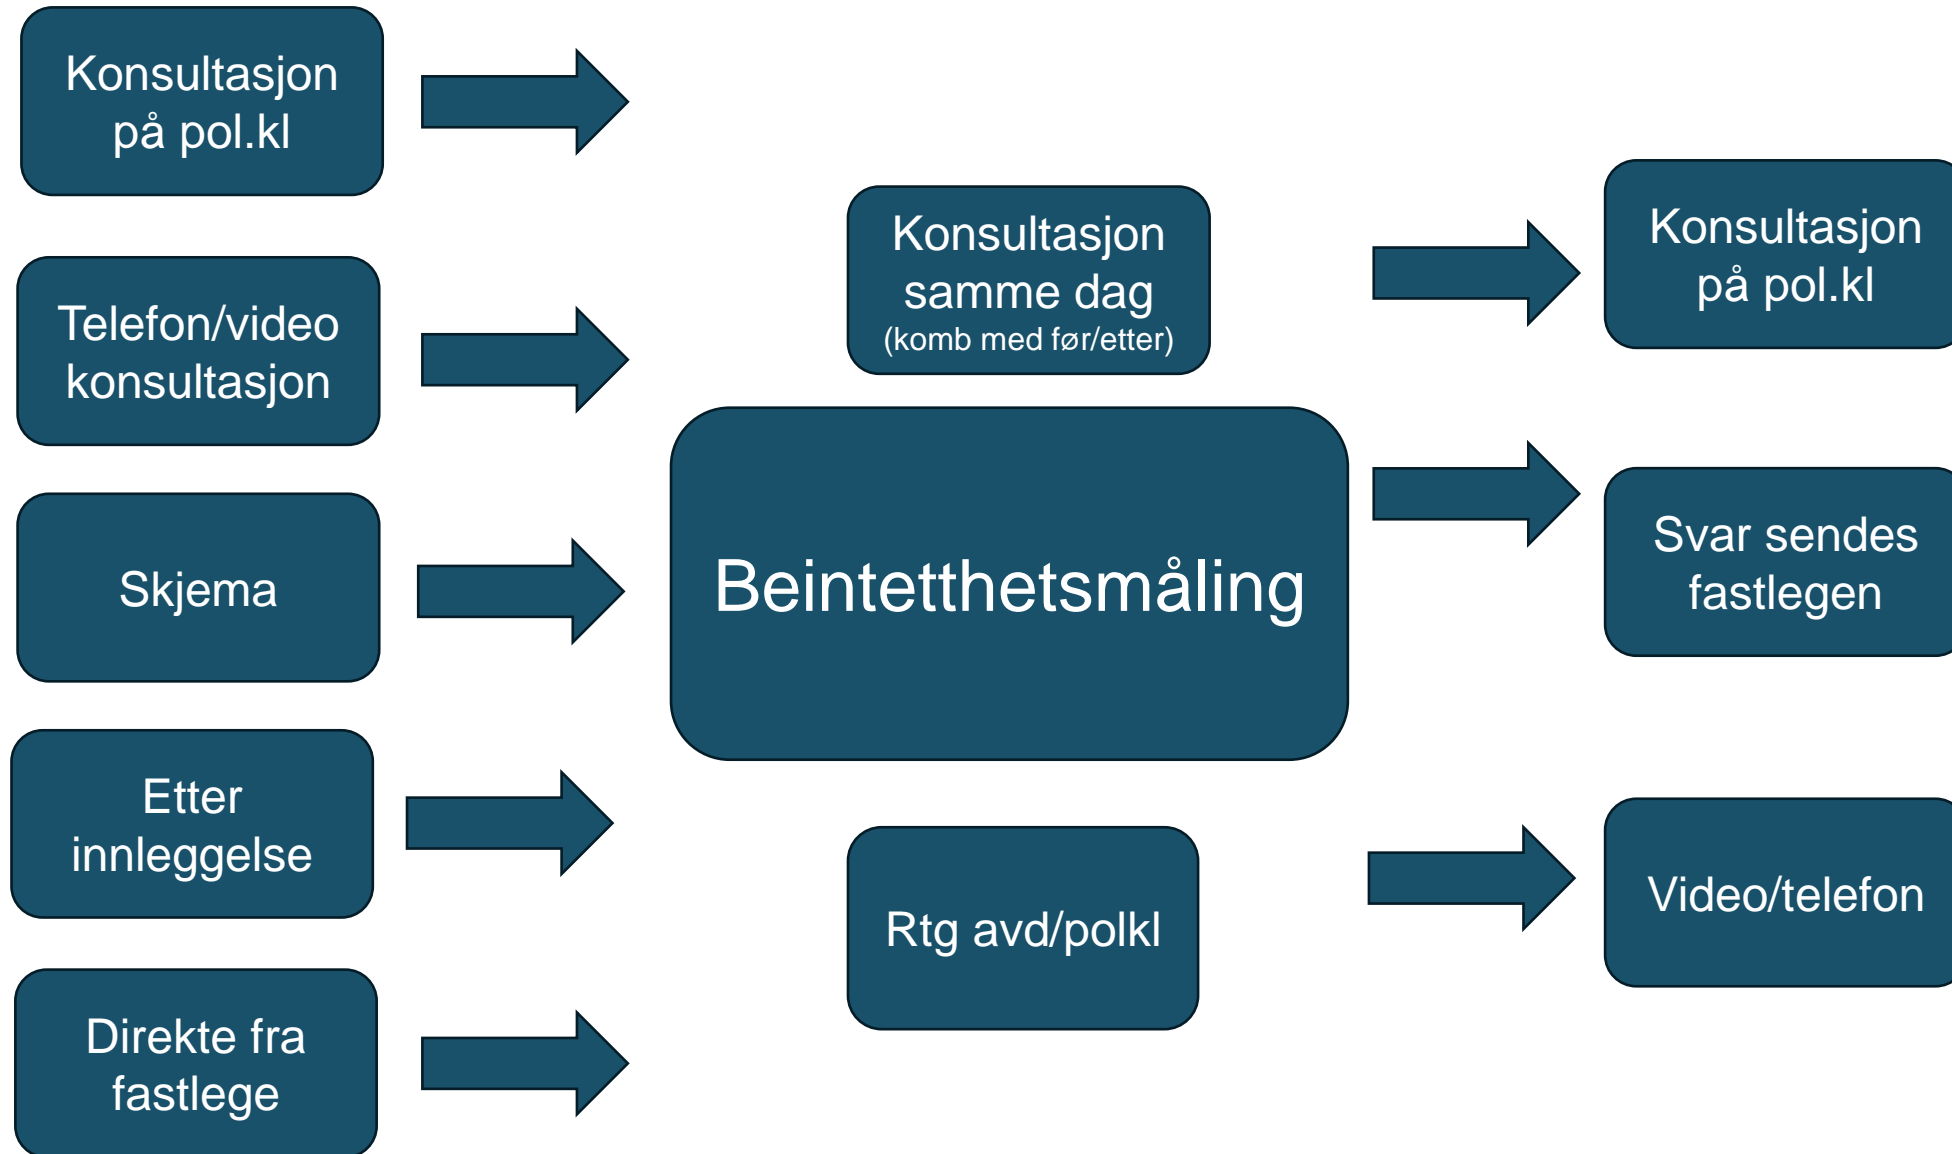 Konsultasjon
på pol.kl
Telefon/video
konsultasjon
Skjema
Etter
innleggelse
Direkte fra
fastlege
Konsultasjon
samme dag
(komb med før/etter)
Beintetthetsmåling
Rtg avd/polkl
Konsultasjon
på pol.kl
Svar sendes
fastlegen
Video/telefon